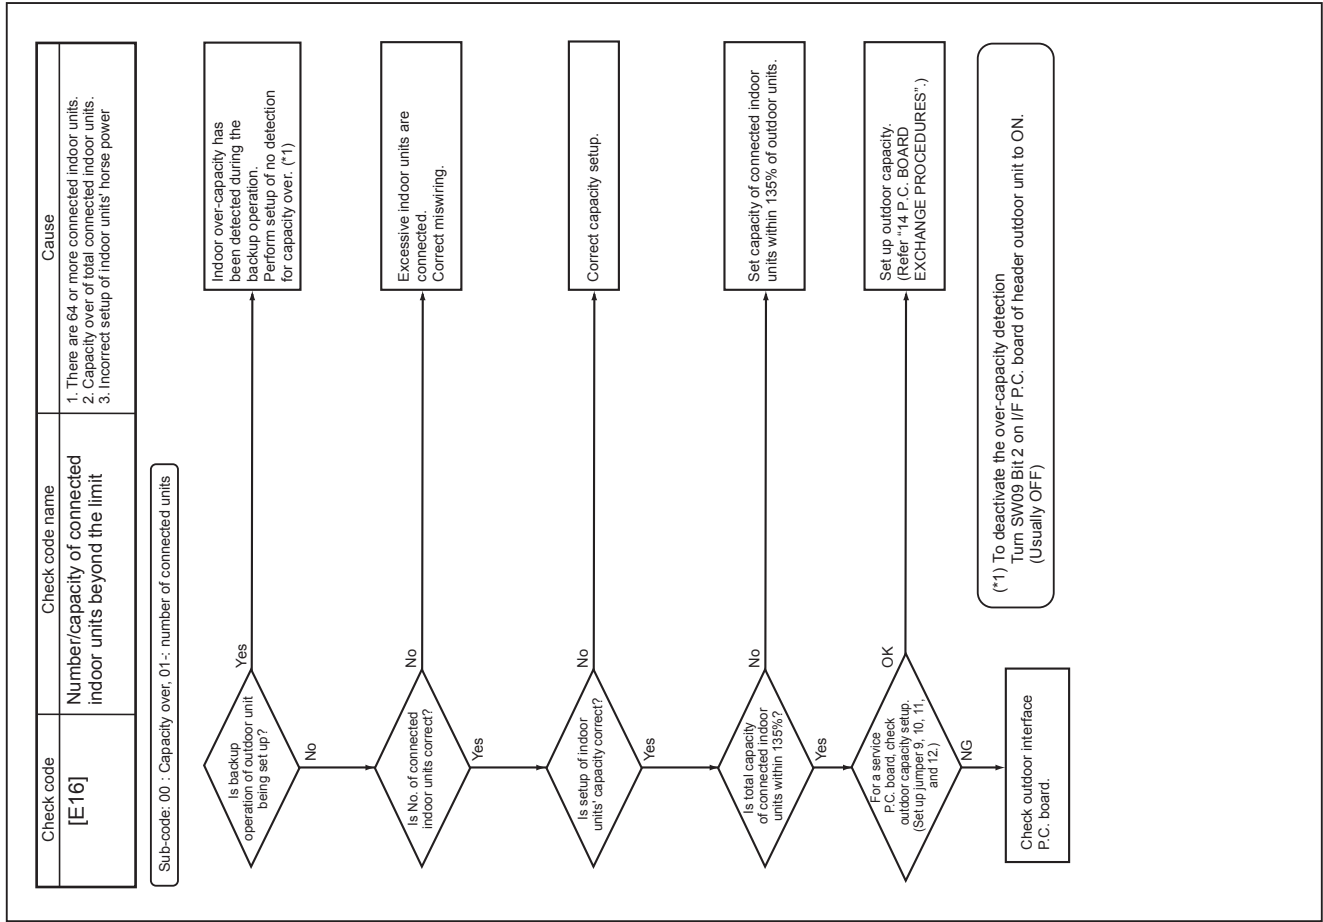 Check code
Check code name
Cause
[E16]
Number/capacity of connected
indoor units beyond the limit
1. There are 64 or more connected indoor units.
2. Capacity over of total connected indoor units.
3. Incorrect setup of indoor units' horse power
Sub-code: 00 : Capacity over, 01-: number of connected units
Is backup
operation of outdoor unit
being set up?
Yes
Indoor over-capacity has
been detected during the
backup operation.
Perform setup of no detection
for capacity over. (*1)
No
Is No. of connected
indoor units correct?
No
Excessive indoor units are
connected.
Correct miswiring.
Yes
Is setup of indoor
units' capacity correct?
No
Correct capacity setup.
Yes
Is total capacity
of connected indoor
units within 135%?
No
Set capacity of connected indoor
units within 135% of outdoor units.
Yes
For a service
P.C. board, check
outdoor capacity setup.
(Set up jumper 9, 10, 11,
and 12.)
OK
Set up outdoor capacity.
(Refer “14 P.C. BOARD
EXCHANGE PROCEDURES”.)
NG
Check outdoor interface
P.C. board.
(*1) To deactivate the over-capacity detection
Turn SW09 Bit 2 on I/F P.C. board of header outdoor unit to ON.
(Usually OFF)